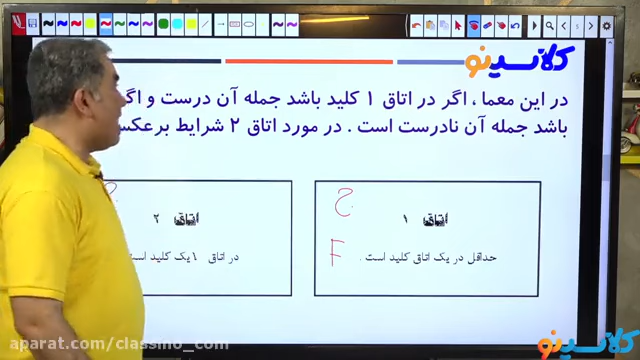 کلاسینو
در این معما ، اگر در اتاق ۱ کلید باشد جمله آن درست و اگ
باشد جمله آن نادرست است . در مورد اتاق ۲ شرایط برعکس
اتاق ۱
ج
حداقل در یک اتاق کلید است .
F
اتاق ۲
در اتاق ۱ یک کلید است
aparat.com/classino_com
کلاسینو